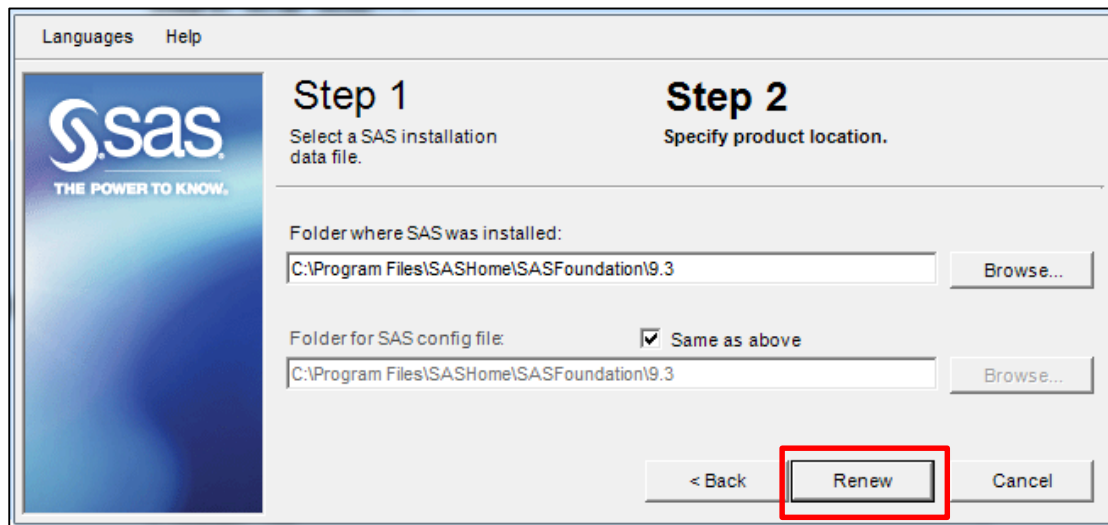 Languages Help
sas
THE POWER TO KNOW.
Step 1
Select a SAS installation
data file.
Step 2
Specify product location.
Folder where SAS was installed:
C:\Program Files\SASHome\SASFoundation\9.3
Browse...
Folder for SAS config file:
Same as above
C:\Program Files\SASHome\SASFoundation\9.3
Browse...
< Back
Renew
Cancel